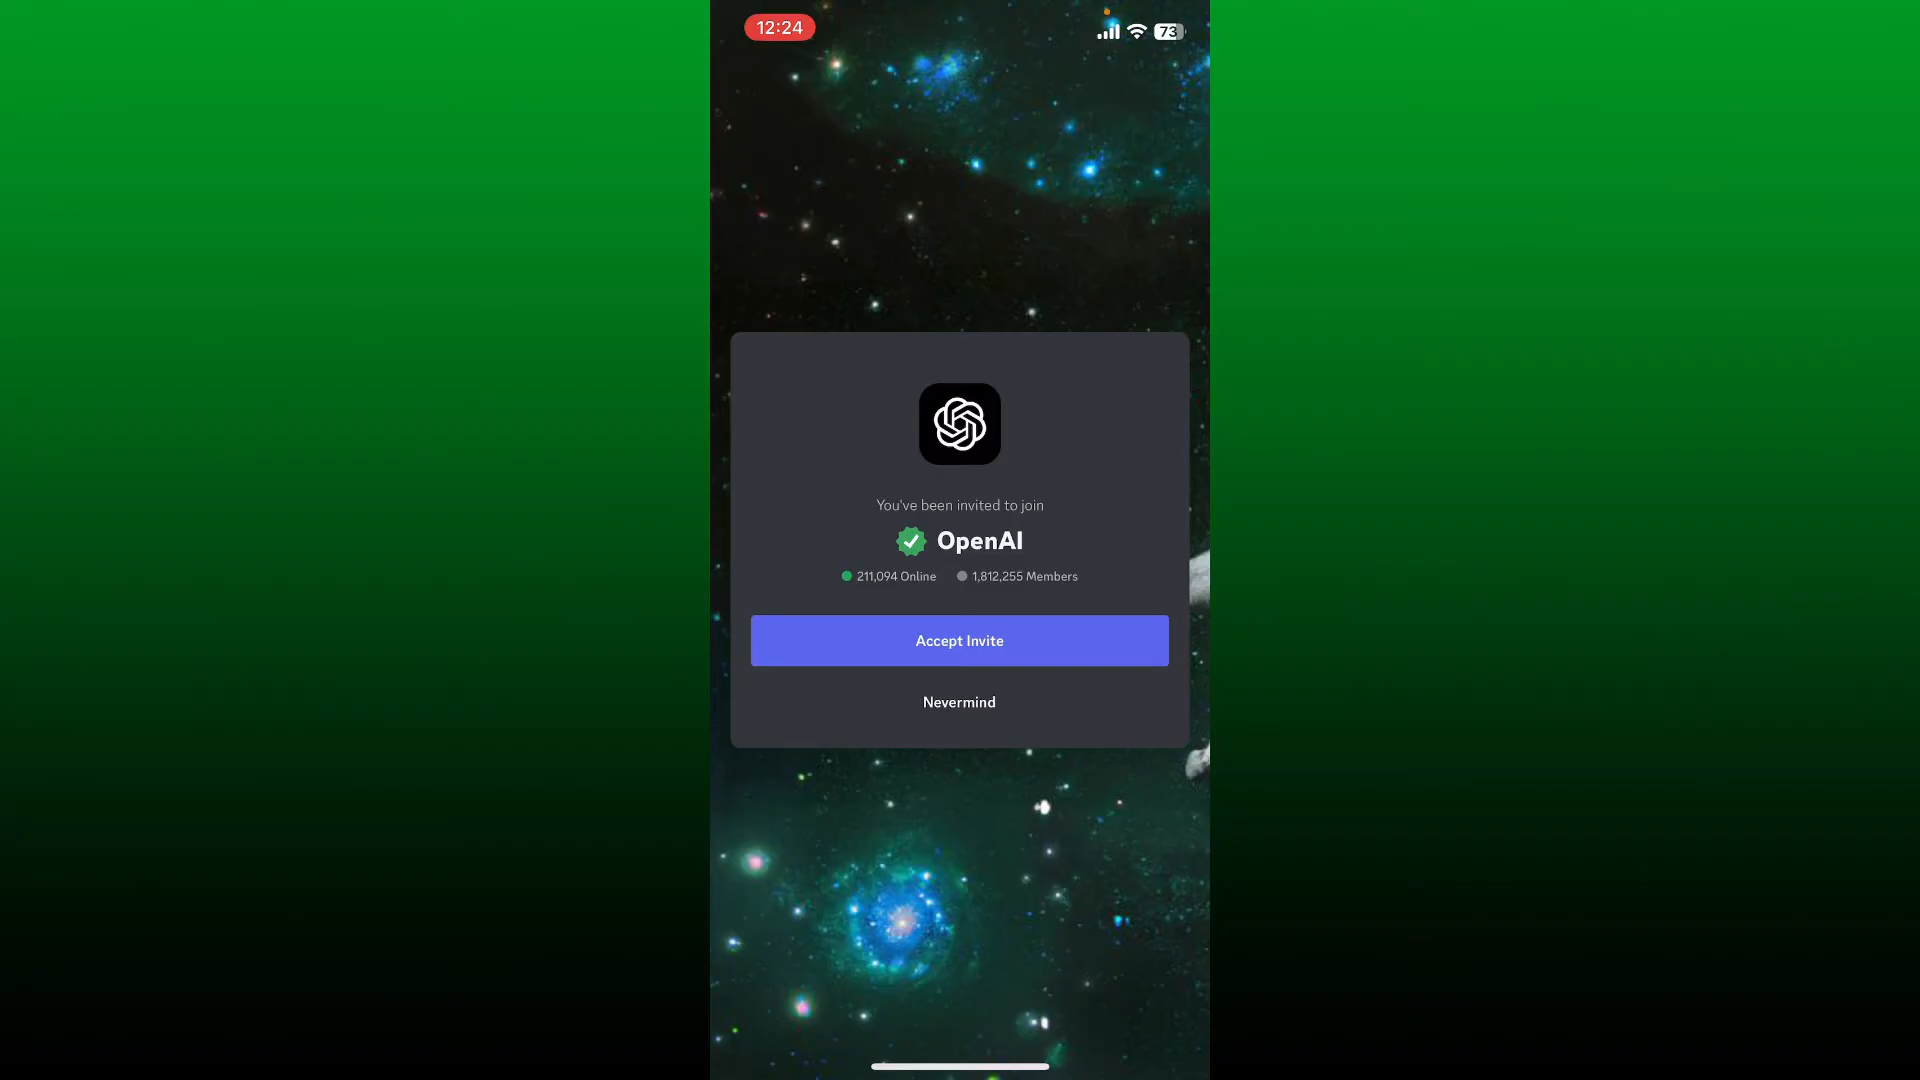 12:24
73
You've been invited to join
OpenAI
211,094 Online 1,812,255 Members
Accept Invite
Nevermind